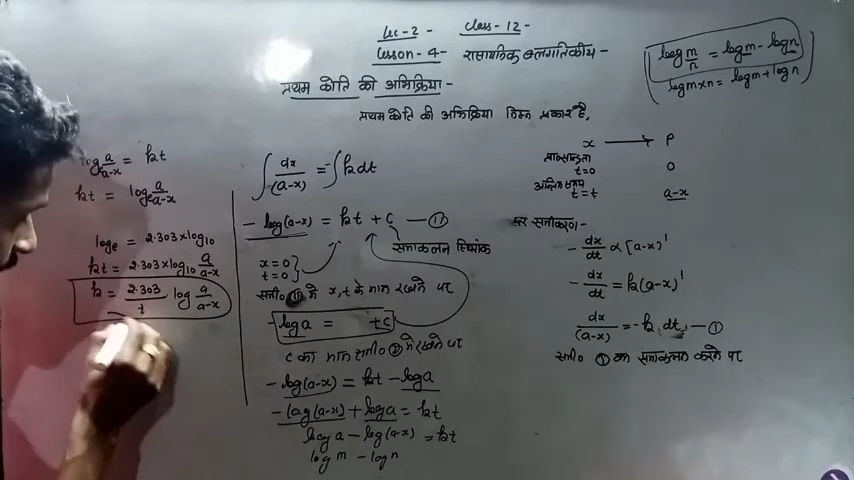 Lec-2- Class-12-
Lesson-4- रासायनिक बलगतिकीय-
log m/n = log m - log n
log m×n = log m + log n
प्रथम कोटि की अभिक्रिया-
प्रथम कोटि की अभिक्रिया निम्न प्रकार है,
x → P
t=0 0
t=t a-x
दर समीकरण-
- dx/dt ∝ [a-x)¹
- dx/dt = k(a-x)¹
dx/(a-x) = -k dt, - ①
समी० ① का समाकलन करने पर
∫ dx/(a-x) = -∫ k dt
- log(a-x) = kt + C - ⑪
समाकलन स्थिरांक
x=0
t=0
समी० ⑪ मे x, t के मान रखने पर
- log a = +C
C का मान समी० ② मे रखने पर
- log(a-x) = kt - log a
- log(a-x) + log a = kt
log a - log(a-x) = kt
log m - log n
log a/a-x = kt
kt = logₑ a/a-x
logₑ = 2.303×log₁₀
kt = 2.303×log₁₀ a/a-x
k = 2.303/t log a/a-x